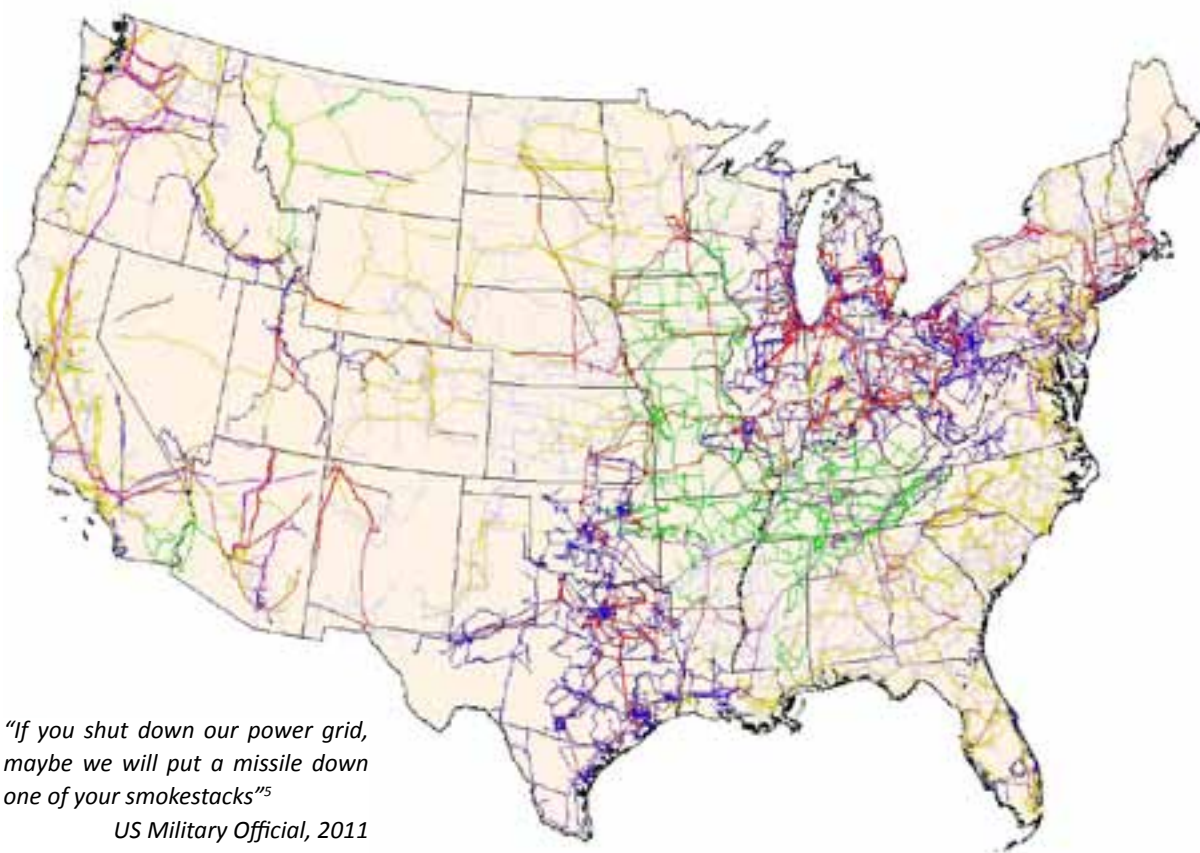 “If you shut down our power grid,
maybe we will put a missile down
one of your smokestacks”⁵
US Military Official, 2011